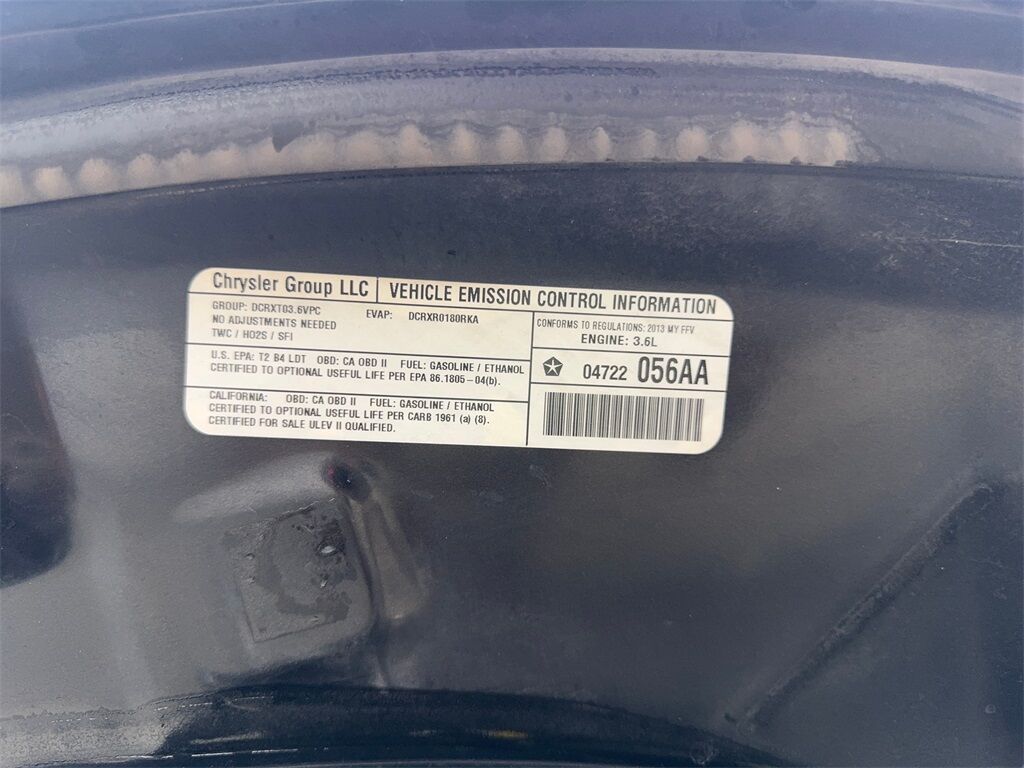 Chrysler Group LLC
VEHICLE EMISSION CONTROL INFORMATION
GROUP: DCRXT03.6VPC EVAP: DCRXR0180RKA
NO ADJUSTMENTS NEEDED
TWC / HO2S / SFI
CONFORMS TO REGULATIONS: 2013 MY FFV
ENGINE: 3.6L
U.S. EPA: T2 B4 LDT OBD: CA OBD II FUEL: GASOLINE / ETHANOL
CERTIFIED TO OPTIONAL USEFUL LIFE PER EPA 86.1805-04(b).
04722 056AA
CALIFORNIA: OBD: CA OBD II FUEL: GASOLINE / ETHANOL
CERTIFIED TO OPTIONAL USEFUL LIFE PER CARB 1961 (a) (8).
CERTIFIED FOR SALE ULEV II QUALIFIED.